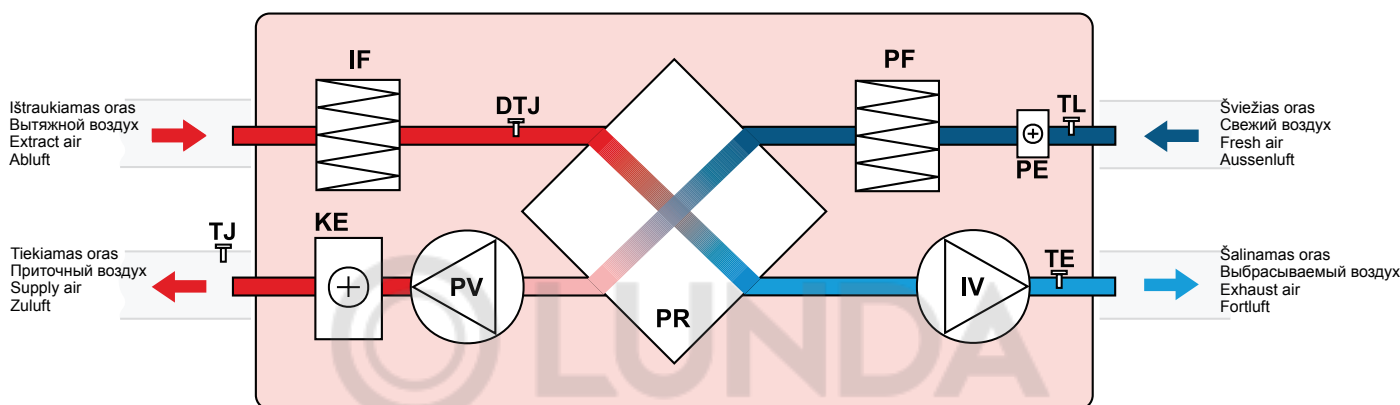 IF
PF
DTJ
TL
PE
Ištraukiamas oras
Вытяжной воздух
Extract air
Abluft
Šviežias oras
Свежий воздух
Fresh air
Aussenluft
TJ
KE
PV
PR
IV
TE
Tiekiamas oras
Приточный воздух
Supply air
Zuluft
Šalinamas oras
Выбрасываемый воздух
Exhaust air
Fortluft
LUNDA